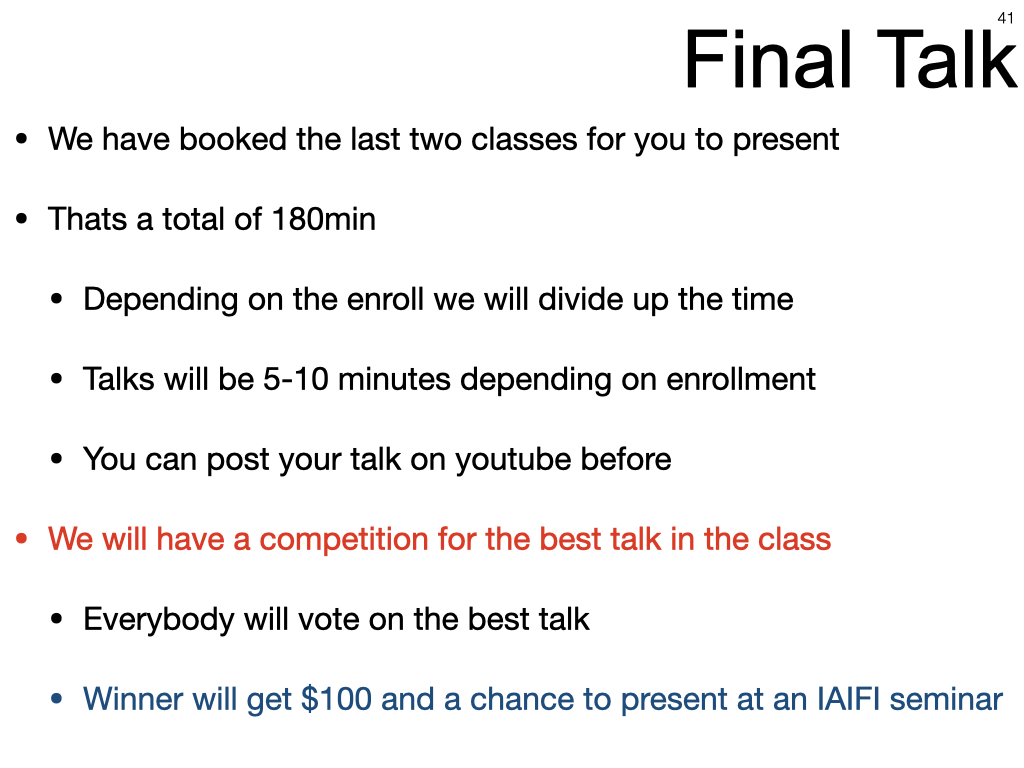 41
Final Talk
• We have booked the last two classes for you to present
• Thats a total of 180min
• Depending on the enroll we will divide up the time
• Talks will be 5-10 minutes depending on enrollment
• You can post your talk on youtube before
• We will have a competition for the best talk in the class
• Everybody will vote on the best talk
• Winner will get $100 and a chance to present at an IAIFI seminar